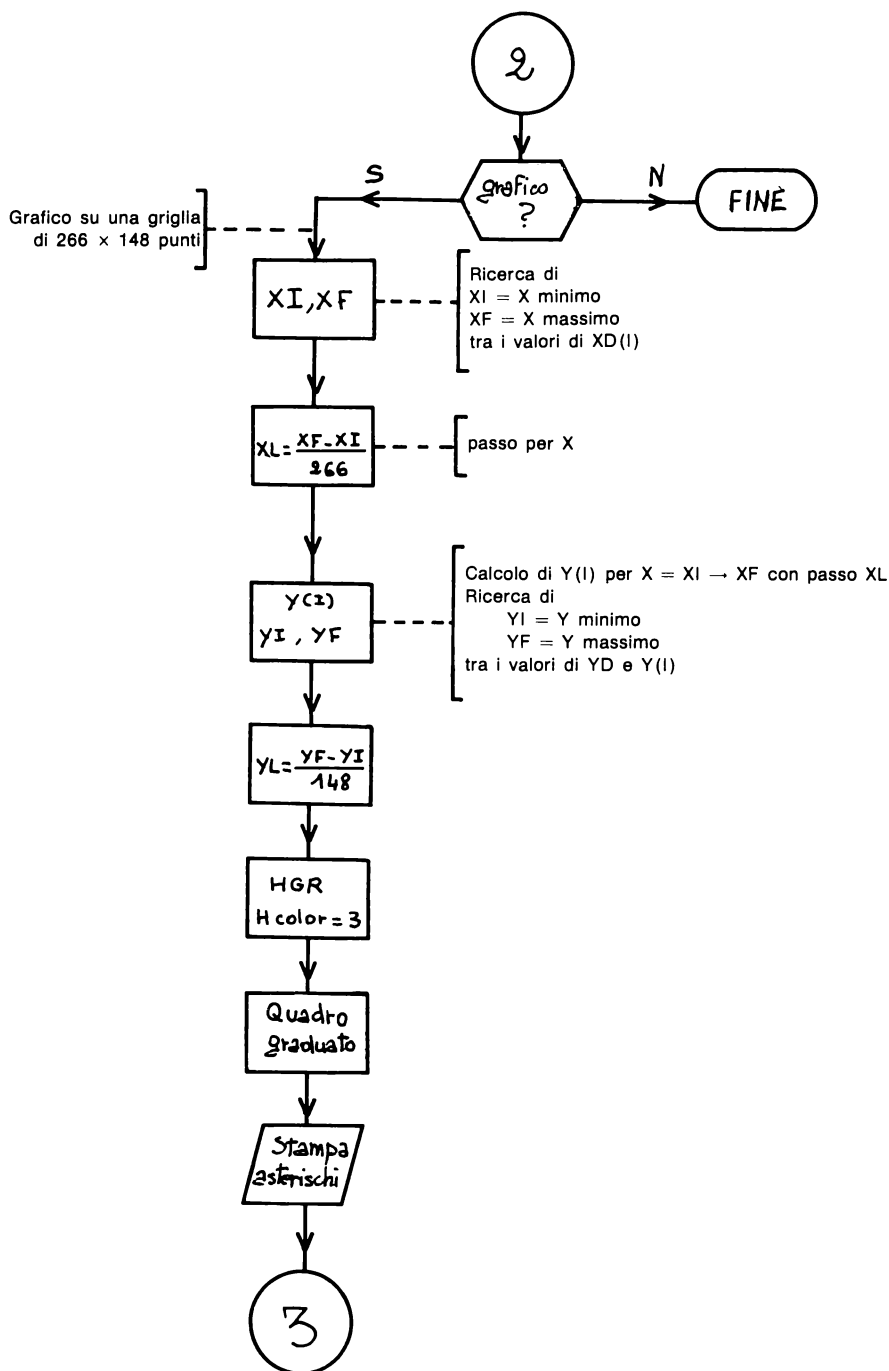 2
grafico
?
S
N
FINE
Grafico su una griglia
di 266 × 148 punti
XI, XF
Ricerca di
XI = X minimo
XF = X massimo
tra i valori di XD(I)
XL = XF-XI
266
passo per X
Y(I)
YI, YF
Calcolo di Y(I) per X = XI → XF con passo XL
Ricerca di
YI = Y minimo
YF = Y massimo
tra i valori di YD e Y(I)
YL = YF-YI
148
HGR
Hcolor = 3
Quadro
graduato
Stampa
asterischi
3